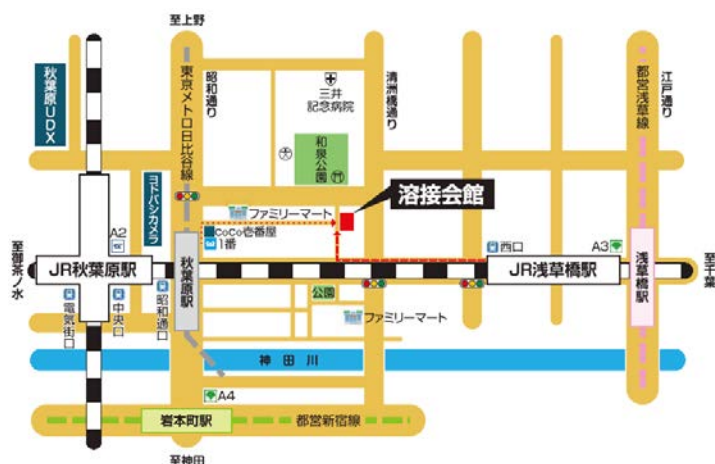 至上野
秋葉原UDX
東京メトロ日比谷線
昭和通り
三井
記念病院
清洲橋通り
都営浅草線
江戸通り
和泉公園
大
ヨドバシカメラ
溶接会館
ファミリーマート
CoCo壱番屋
1番
A2
西口
A3
至御茶ノ水
JR秋葉原駅
秋葉原駅
JR浅草橋駅
浅草橋駅
至千葉
電気街口
中央口
昭和通口
公園
ファミリーマート
神田川
A4
岩本町駅
都営新宿線
至神田